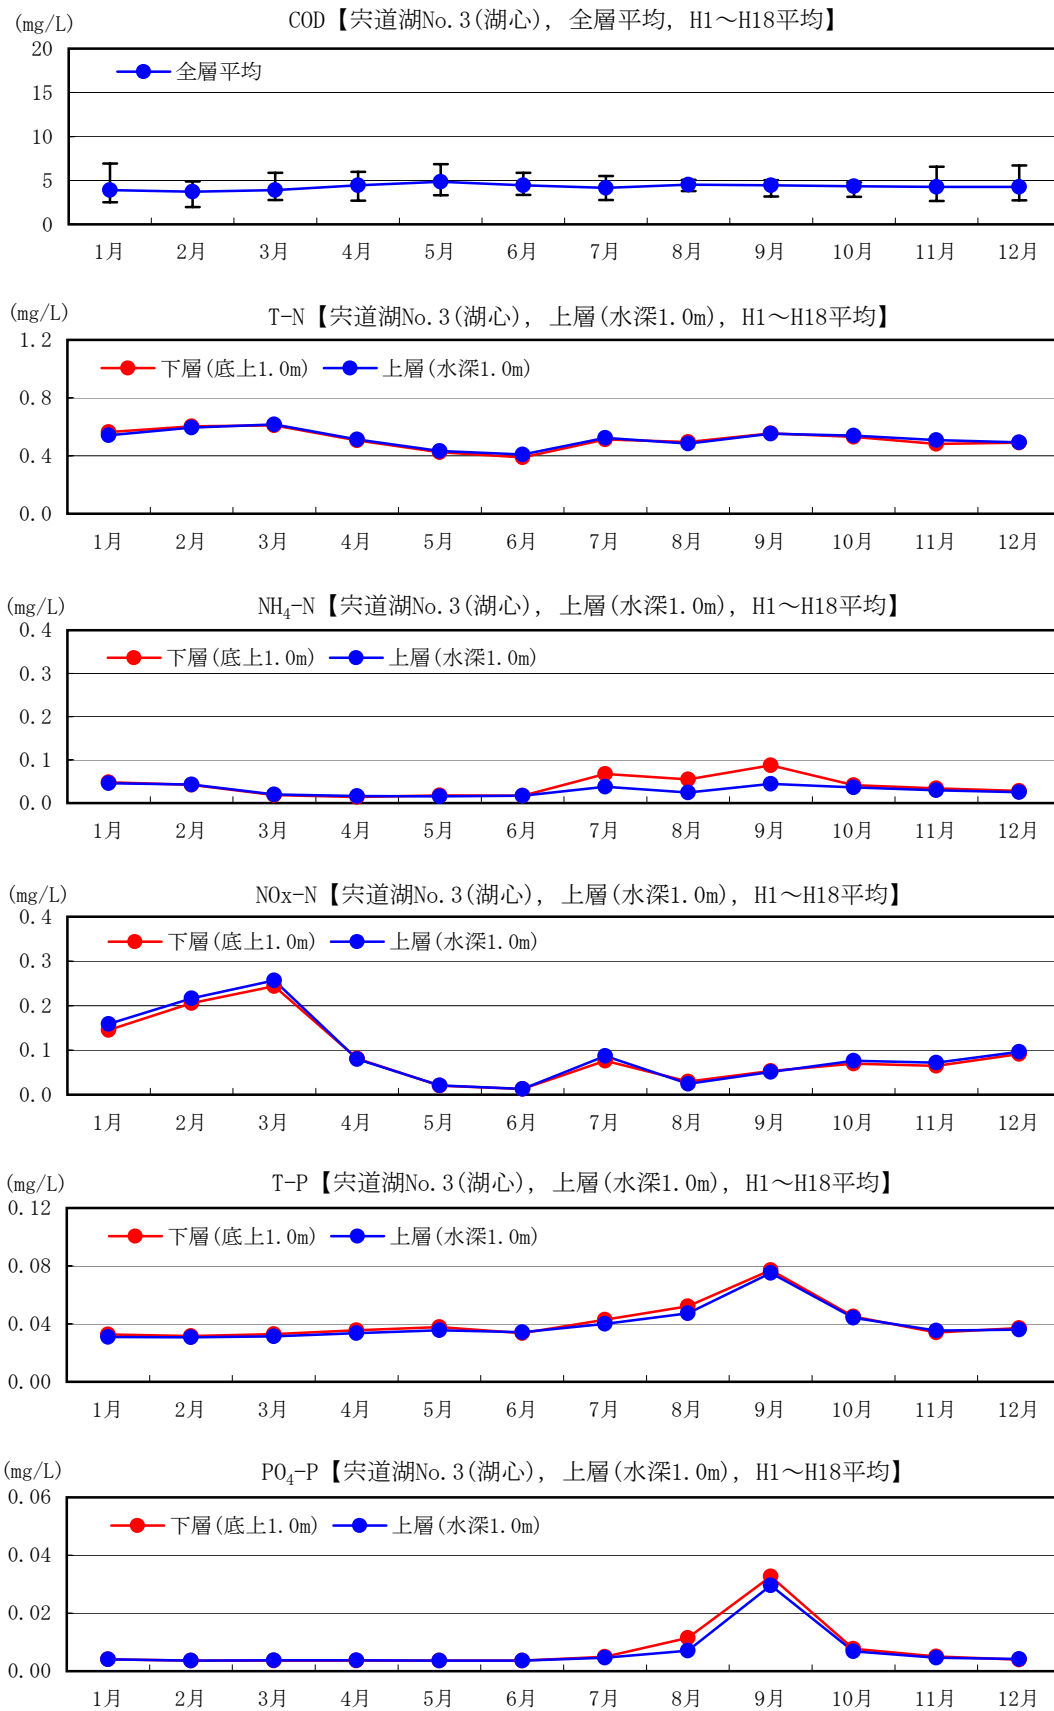 (mg/L) COD【宍道湖No.3(湖心), 全層平均, H1～H18平均】
20
全層平均
15
10
5
0
1月 2月 3月 4月 5月 6月 7月 8月 9月 10月 11月 12月
(mg/L) T-N【宍道湖No.3(湖心), 上層(水深1.0m), H1～H18平均】
1.2
下層(底上1.0m) 上層(水深1.0m)
0.8
0.4
0.0
1月 2月 3月 4月 5月 6月 7月 8月 9月 10月 11月 12月
(mg/L) NH₄-N【宍道湖No.3(湖心), 上層(水深1.0m), H1～H18平均】
0.4
下層(底上1.0m) 上層(水深1.0m)
0.3
0.2
0.1
0.0
1月 2月 3月 4月 5月 6月 7月 8月 9月 10月 11月 12月
(mg/L) NOx-N【宍道湖No.3(湖心), 上層(水深1.0m), H1～H18平均】
0.4
下層(底上1.0m) 上層(水深1.0m)
0.3
0.2
0.1
0.0
1月 2月 3月 4月 5月 6月 7月 8月 9月 10月 11月 12月
(mg/L) T-P【宍道湖No.3(湖心), 上層(水深1.0m), H1～H18平均】
0.12
下層(底上1.0m) 上層(水深1.0m)
0.08
0.04
0.00
1月 2月 3月 4月 5月 6月 7月 8月 9月 10月 11月 12月
(mg/L) PO₄-P【宍道湖No.3(湖心), 上層(水深1.0m), H1～H18平均】
0.06
下層(底上1.0m) 上層(水深1.0m)
0.04
0.02
0.00
1月 2月 3月 4月 5月 6月 7月 8月 9月 10月 11月 12月